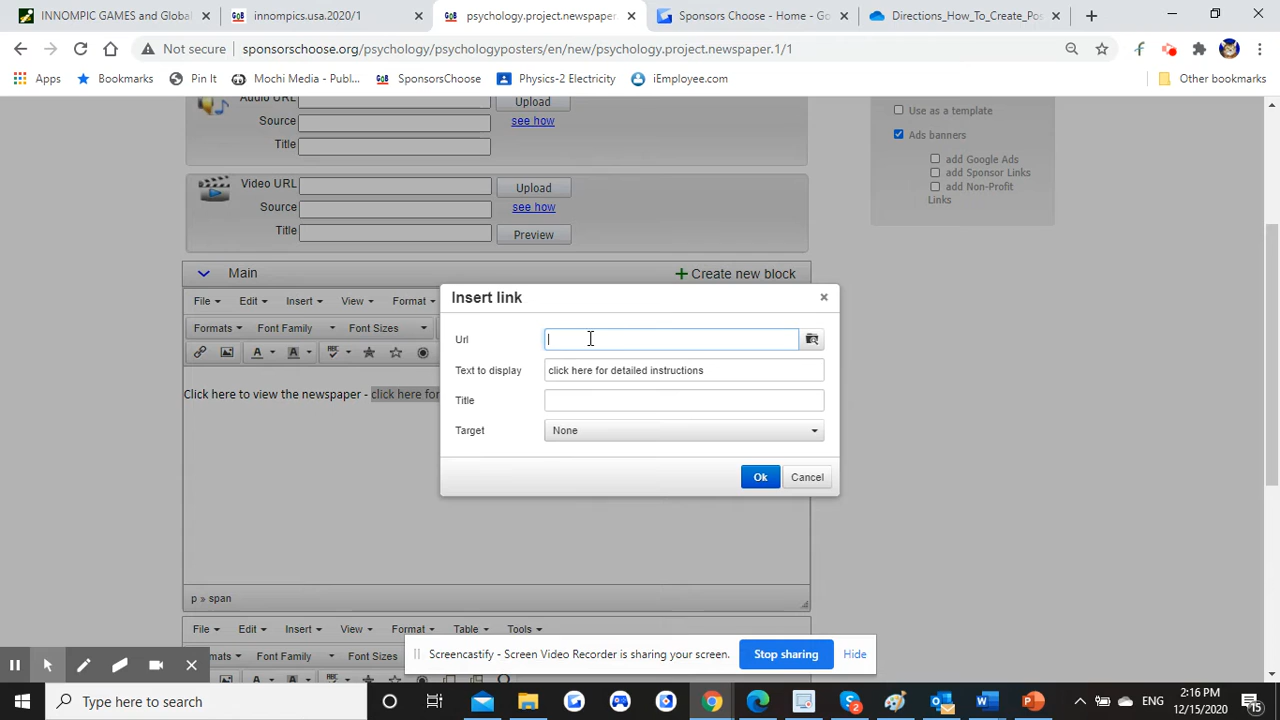 INNOMPIC GAMES and Global
innompics.usa.2020/1
psychology.project.newspaper.
Sponsors Choose - Home - Go
Directions_How_To_Create_Pos
Not secure
sponsorschoose.org/psychology/psychologyposters/en/new/psychology.project.newspaper.1/1
Apps
Bookmarks
Pin It
Mochi Media - Publ...
SponsorsChoose
Physics-2 Electricity
iEmployee.com
Other bookmarks
Audio URL
Upload
Source
see how
Title
Video URL
Upload
Source
see how
Title
Preview
Use as a template
Ads banners
add Google Ads
add Sponsor Links
add Non-Profit
Links
Main
Create new block
File
Edit
Insert
View
Format
Formats
Font Family
Font Sizes
A
A
ABC
Click here to view the newspaper - click here for
Insert link
Url
Text to display
click here for detailed instructions
Title
Target
None
Ok
Cancel
p » span
File
Edit
Insert
View
Format
Table
Tools
Formats
Font Family
Font Sizes
Screencastify - Screen Video Recorder is sharing your screen.
Stop sharing
Hide
Type here to search
ENG
2:16 PM
12/15/2020